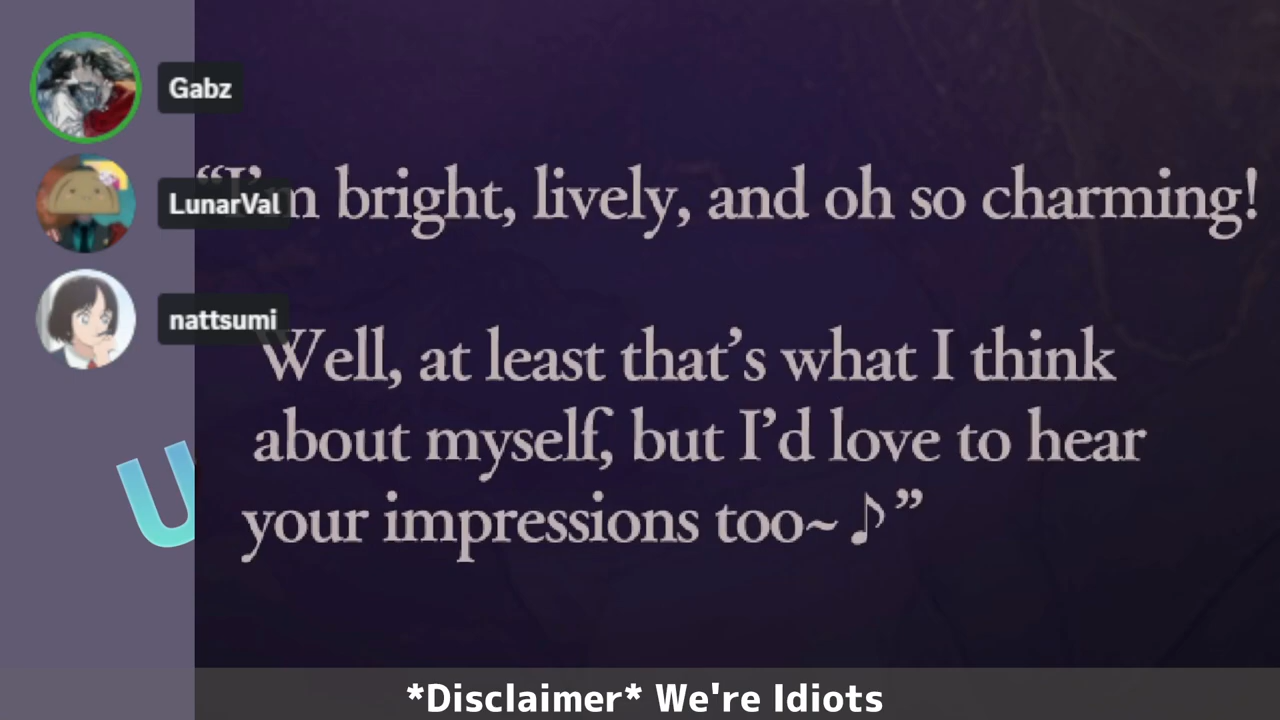 Gabz
LunarVal
nattsumi
“I’m bright, lively, and oh so charming!
Well, at least that’s what I think
about myself, but I’d love to hear
your impressions too~♪”
U
*Disclaimer* We're Idiots